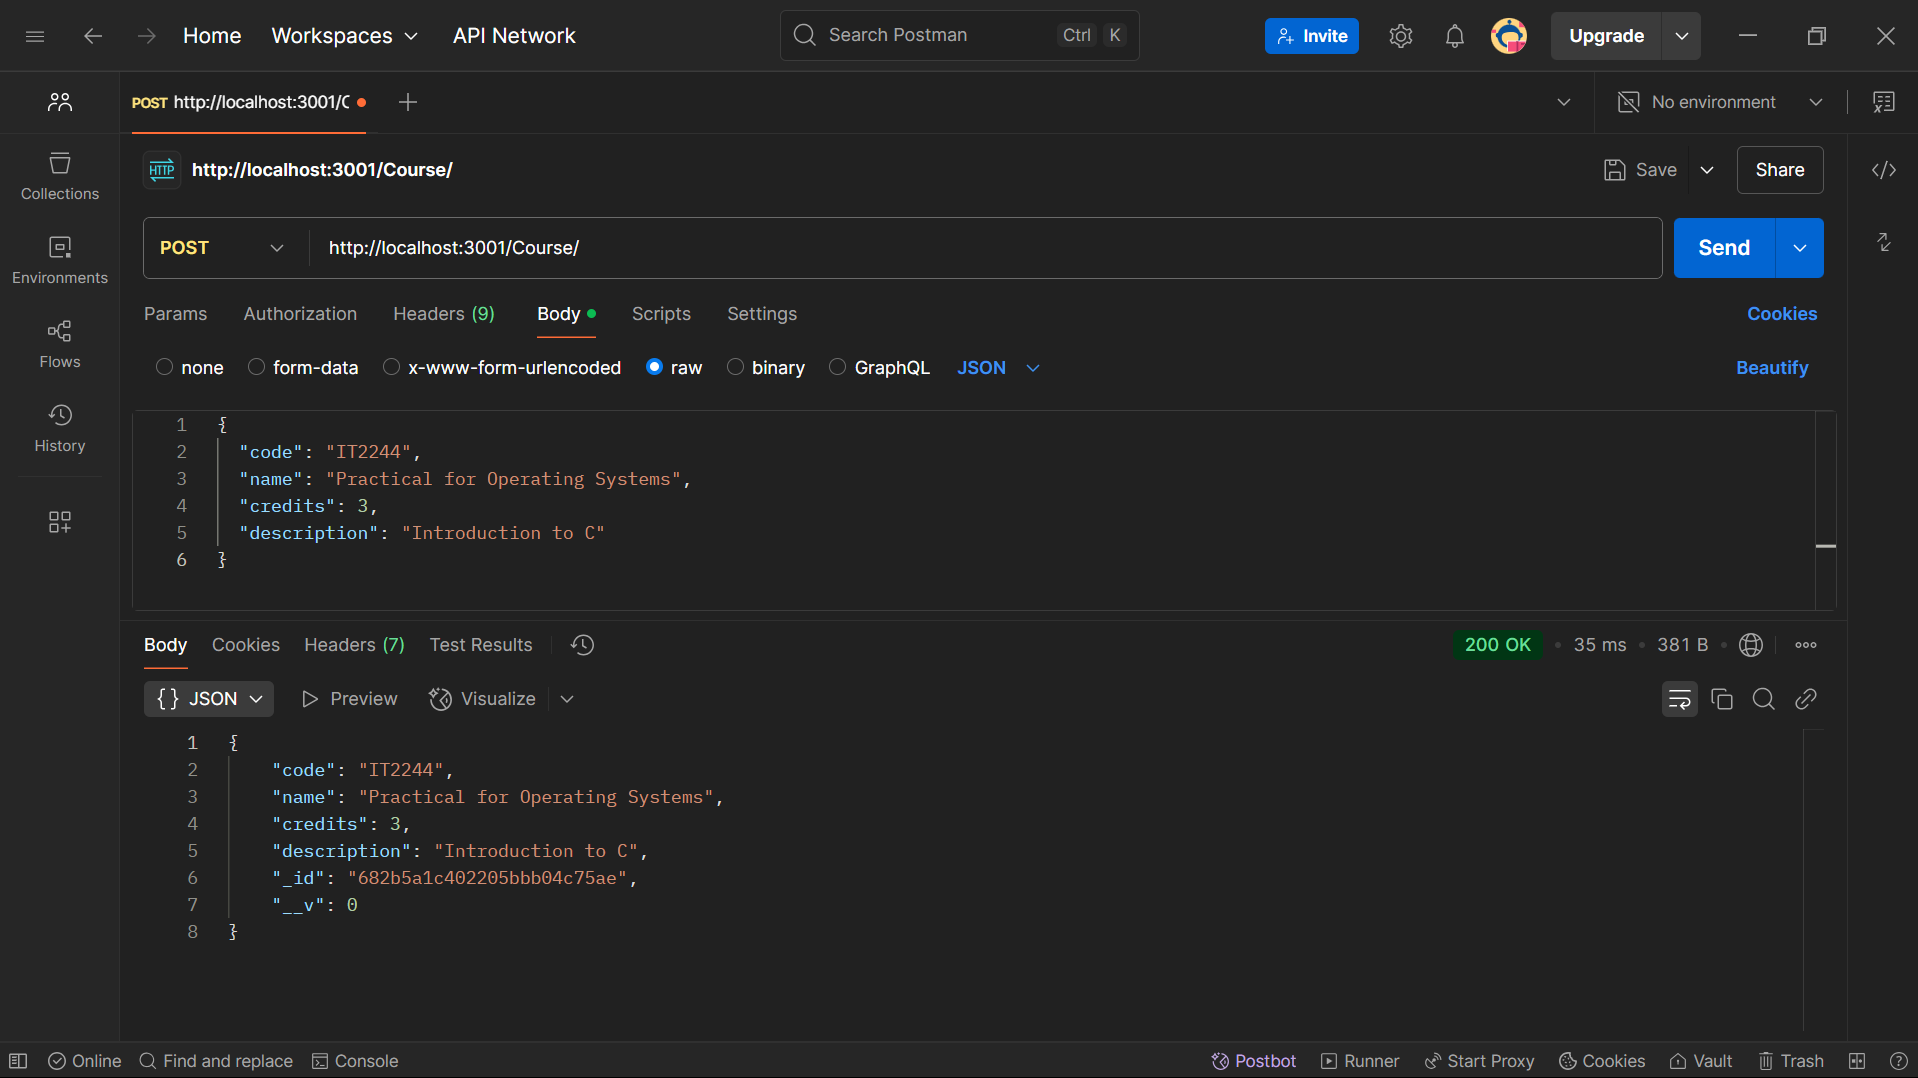 Home Workspaces API Network Search Postman Ctrl K Invite Upgrade
POST http://localhost:3001/C No environment
HTTP http://localhost:3001/Course/ Save Share
Collections
POST http://localhost:3001/Course/ Send
Environments
Params Authorization Headers (9) Body Scripts Settings Cookies
Flows
none form-data x-www-form-urlencoded raw binary GraphQL JSON Beautify
History
1 {
2 "code": "IT2244",
3 "name": "Practical for Operating Systems",
4 "credits": 3,
5 "description": "Introduction to C"
6 }
Body Cookies Headers (7) Test Results 200 OK • 35 ms • 381 B •
{} JSON Preview Visualize
1 {
2 "code": "IT2244",
3 "name": "Practical for Operating Systems",
4 "credits": 3,
5 "description": "Introduction to C",
6 "_id": "682b5a1c402205bbb04c75ae",
7 "__v": 0
8 }
Online Find and replace Console Postbot Runner Start Proxy Cookies Vault Trash